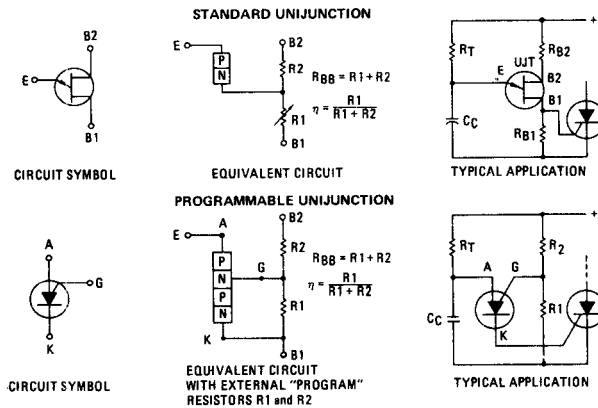 STANDARD UNIJUNCTION
B2
E
B1
CIRCUIT SYMBOL
E
P
N
B2
R2
R1
B1
RBB = R1 + R2
η = R1 / R1 + R2
EQUIVALENT CIRCUIT
+
RT
RB2
UJT
E
B2
B1
CC
RB1
TYPICAL APPLICATION
PROGRAMMABLE UNIJUNCTION
A
G
K
CIRCUIT SYMBOL
A
E
P
N
P
N
G
K
B2
R2
R1
B1
RBB = R1 + R2
η = R1 / R1 + R2
EQUIVALENT CIRCUIT
WITH EXTERNAL "PROGRAM"
RESISTORS R1 and R2
+
RT
R2
A
G
R1
CC
K
TYPICAL APPLICATION